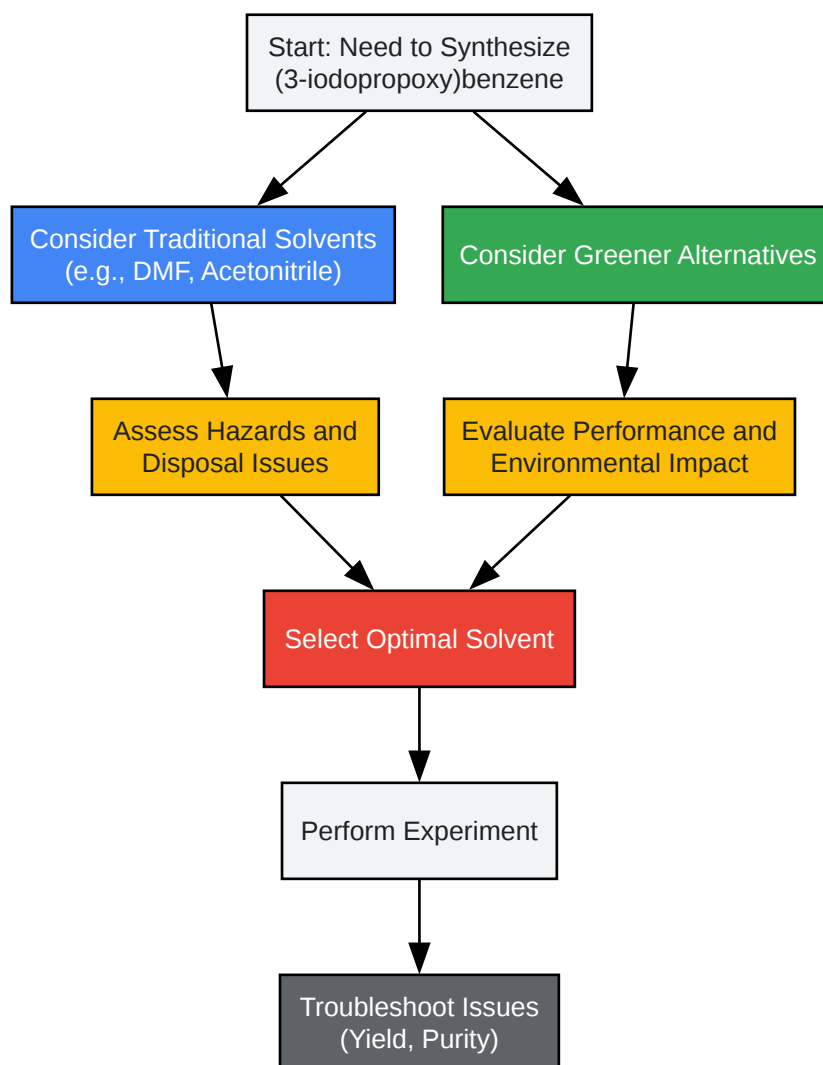 Start: Need to Synthesize
(3-iodopropoxy)benzene
Consider Traditional Solvents
(e.g., DMF, Acetonitrile)
Consider Greener Alternatives
Assess Hazards and
Disposal Issues
Evaluate Performance and
Environmental Impact
Select Optimal Solvent
Perform Experiment
Troubleshoot Issues
(Yield, Purity)